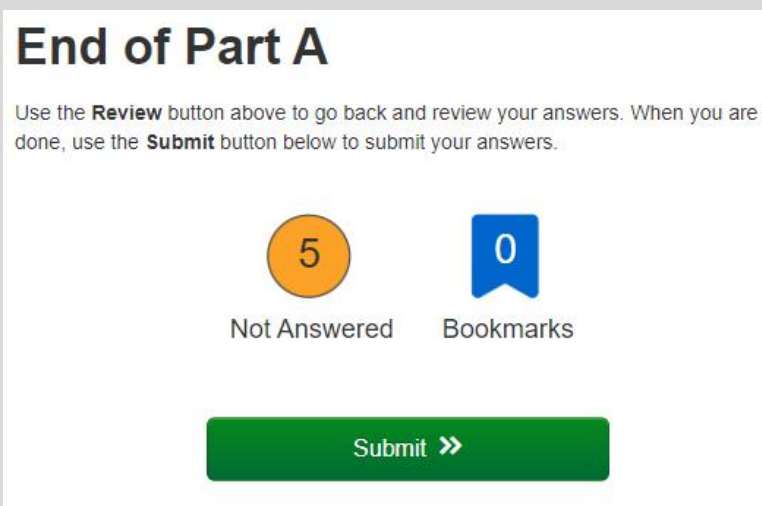 End of Part A
Use the Review button above to go back and review your answers. When you are
done, use the Submit button below to submit your answers.
5
0
Not Answered
Bookmarks
Submit »